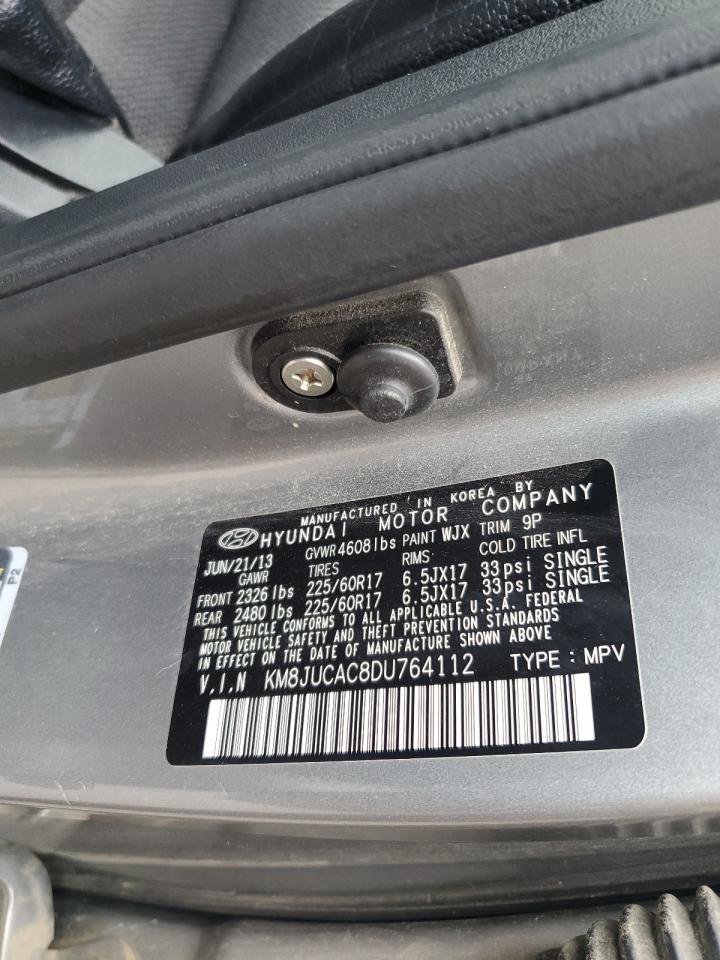 MANUFACTURED IN KOREA BY
HYUNDAI MOTOR COMPANY
JUN/21/13 GVWR 4608 lbs PAINT WJX TRIM 9P
GAWR TIRES RIMS COLD TIRE INFL
FRONT 2326 lbs 225/60R17 6.5JX17 33psi SINGLE
REAR 2480 lbs 225/60R17 6.5JX17 33psi SINGLE
THIS VEHICLE CONFORMS TO ALL APPLICABLE U.S.A. FEDERAL
MOTOR VEHICLE SAFETY AND THEFT PREVENTION STANDARDS
IN EFFECT ON THE DATE OF MANUFACTURE SHOWN ABOVE
V.I.N KM8JUCAC8DU764112 TYPE : MPV
P2